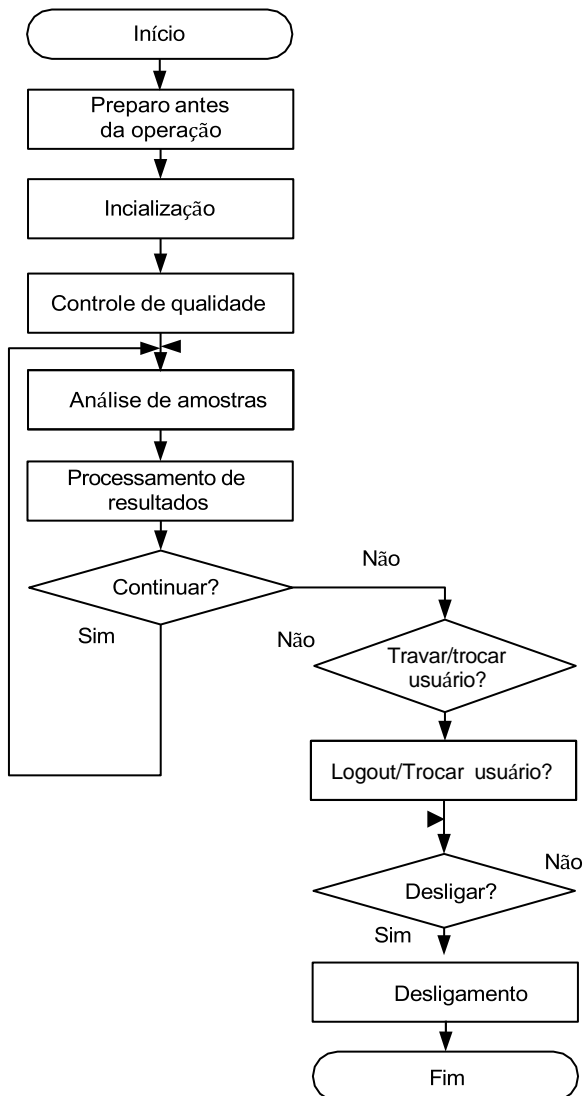 Início
Preparo antes
da operação
Incialização
Controle de qualidade
Análise de amostras
Processamento de
resultados
Continuar?
Não
Sim
Não
Travar/trocar
usuário?
Logout/Trocar usuário?
Não
Desligar?
Sim
Desligamento
Fim